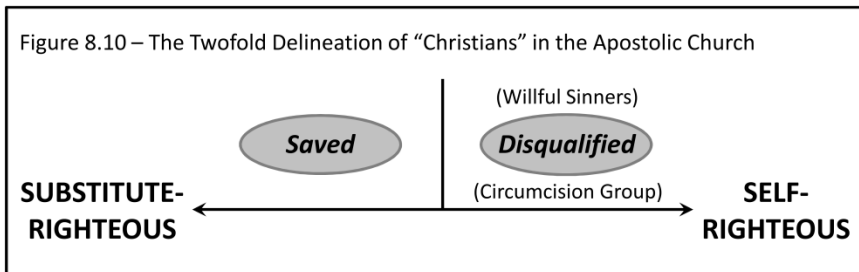 Figure 8.10 – The Twofold Delineation of “Christians” in the Apostolic Church
(Willful Sinners)
Saved
Disqualified
(Circumcision Group)
SUBSTITUTE-
RIGHTEOUS
SELF-
RIGHTEOUS